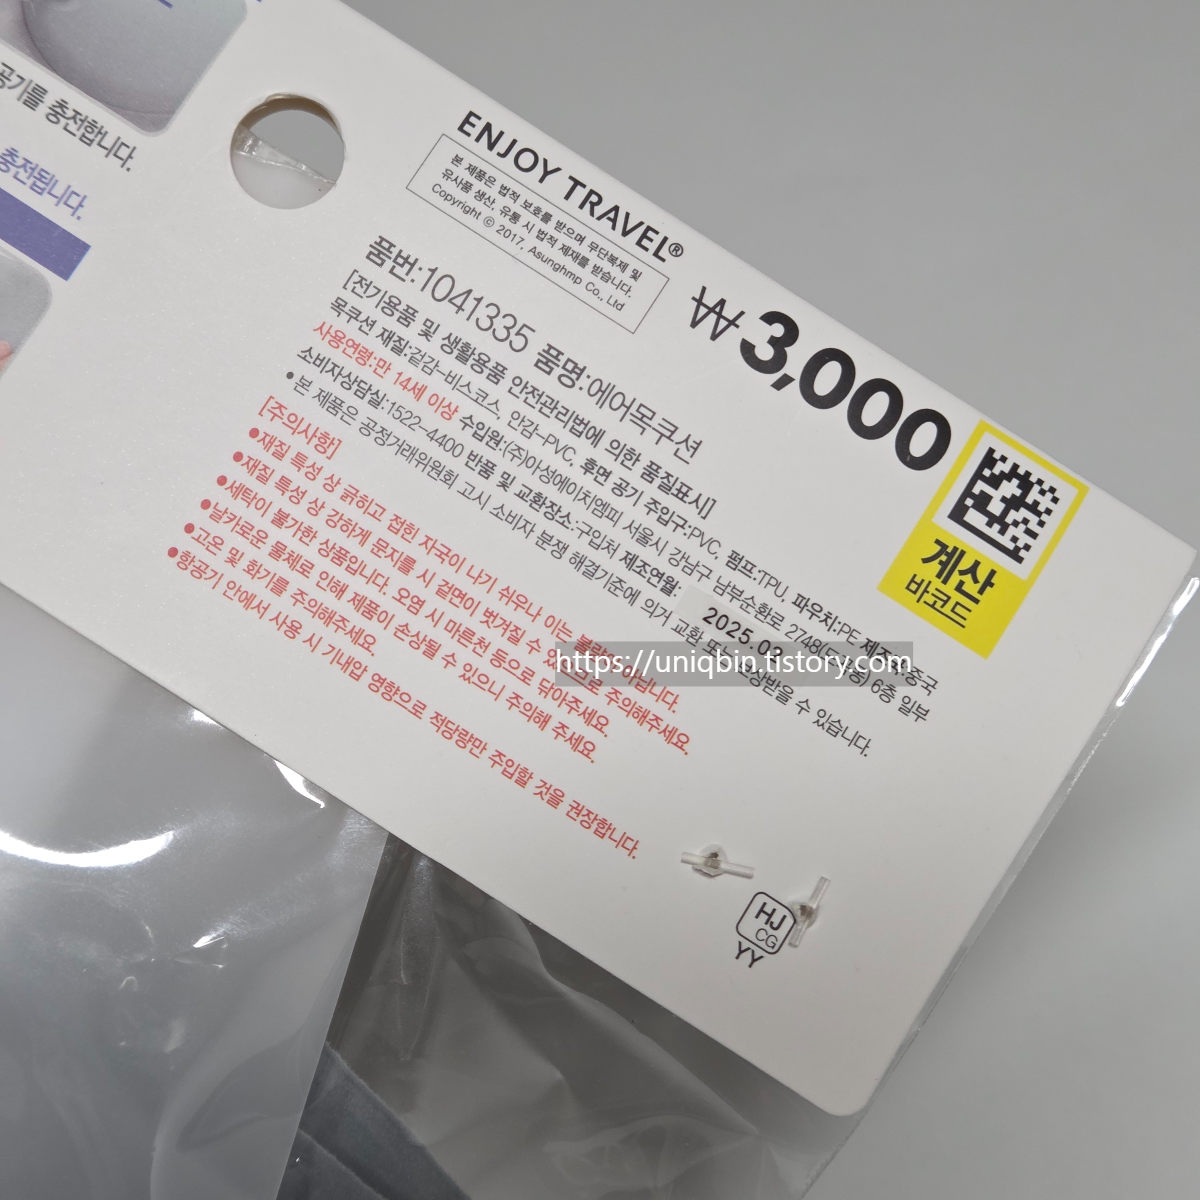 공기를 충전합니다.
충전됩니다.
ENJOY TRAVEL®
본 제품은 법적 보호를 받으며 무단복제 및
유사품 생산, 유통 시 법적 제재를 받습니다.
Copyright ⓒ 2017, Asunghmp Co., Ltd
₩3,000
계산
바코드
품번:1041335 품명:에어목쿠션
[전기용품 및 생활용품 안전관리법에 의한 품질표시]
목쿠션 재질:겉감-비스코스, 안감-PVC, 후면 공기 주입구:PVC, 펌프:TPU, 파우치:PE 제조국:중국
사용연령:만 14세 이상 수입원:(주)아성에이치엠피 서울시 강남구 남부순환로 2748(도곡동) 6층 일부
소비자상담실:1522-4400 반품 및 교환장소:구입처 제조연월: 2025.02
•본 제품은 공정거래위원회 고시 소비자 분쟁 해결기준에 의거 교환 또는 보상받을 수 있습니다.
[주의사항]
●재질 특성 상 긁히고 접힌 자국이 나기 쉬우나 이는 불량이 아닙니다.
●재질 특성 상 강하게 문지를 시 겉면이 벗겨질 수 있으므로 주의해주세요.
●세탁이 불가한 상품입니다. 오염 시 마른천 등으로 닦아주세요.
●날카로운 물체로 인해 제품이 손상될 수 있으니 주의해 주세요.
●고온 및 화기를 주의해주세요.
●항공기 안에서 사용 시 기내압 영향으로 적당량만 주입할 것을 권장합니다.
https://uniqbin.tistory.com
HJ
CG
YY